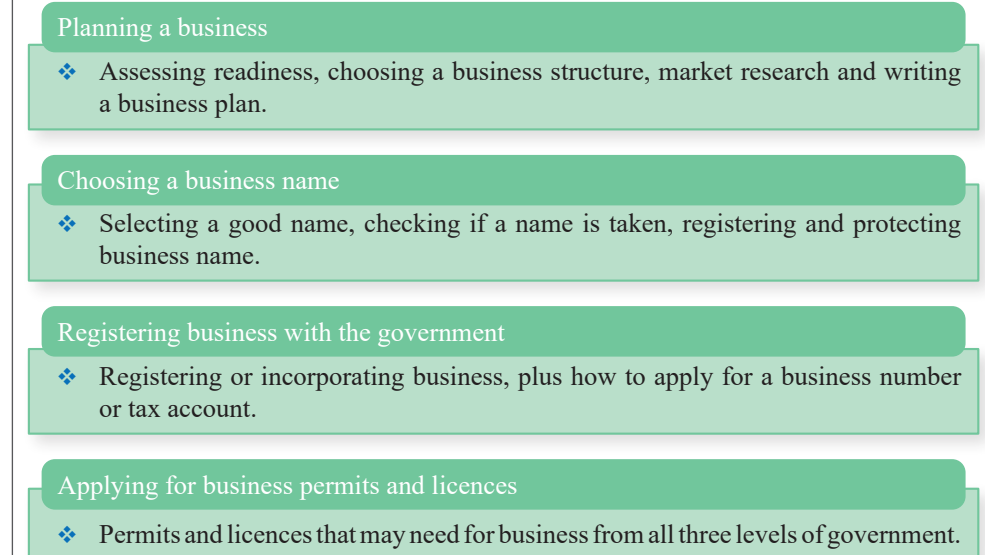 Planning a business
❖ Assessing readiness, choosing a business structure, market research and writing
a business plan.
Choosing a business name
❖ Selecting a good name, checking if a name is taken, registering and protecting
business name.
Registering business with the government
❖ Registering or incorporating business, plus how to apply for a business number
or tax account.
Applying for business permits and licences
❖ Permits and licences that may need for business from all three levels of government.